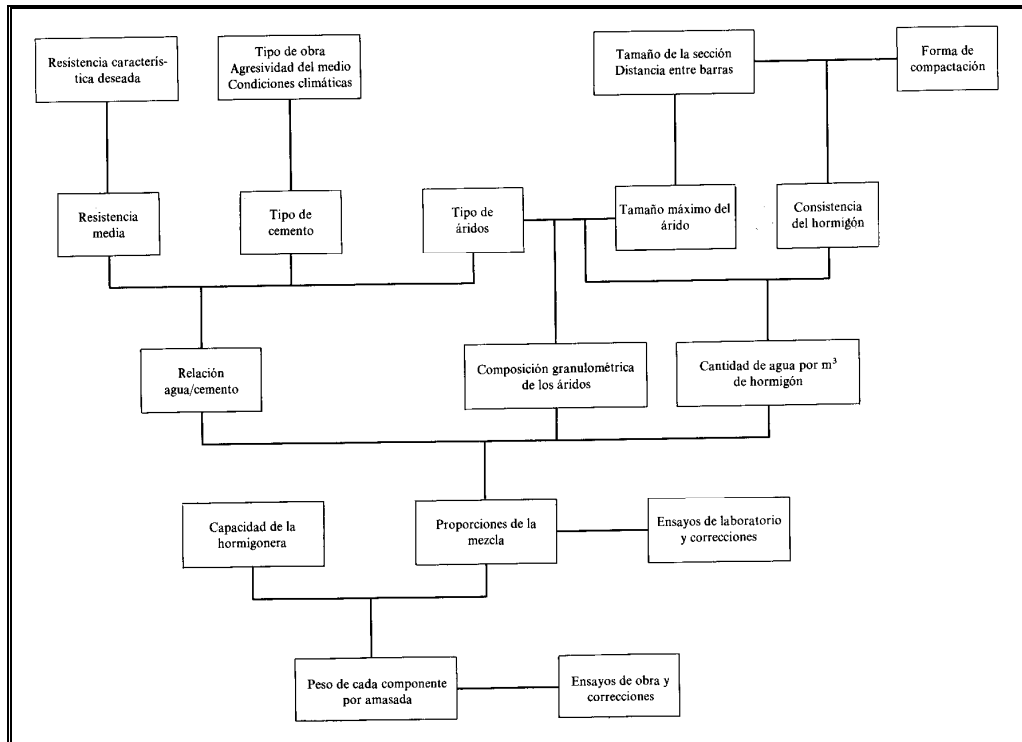 Resistencia caracterís-
tica deseada
Tipo de obra
Agresividad del medio
Condiciones climáticas
Tamaño de la sección
Distancia entre barras
Forma de
compactación
Resistencia
media
Tipo de
cemento
Tipo de
áridos
Tamaño máximo del
árido
Consistencia
del hormigón
Relación
agua/cemento
Composición granulométrica
de los áridos
Cantidad de agua por m³
de hormigón
Capacidad de la
hormigonera
Proporciones de la
mezcla
Ensayos de laboratorio
y correcciones
Peso de cada componente
por amasada
Ensayos de obra y
correcciones